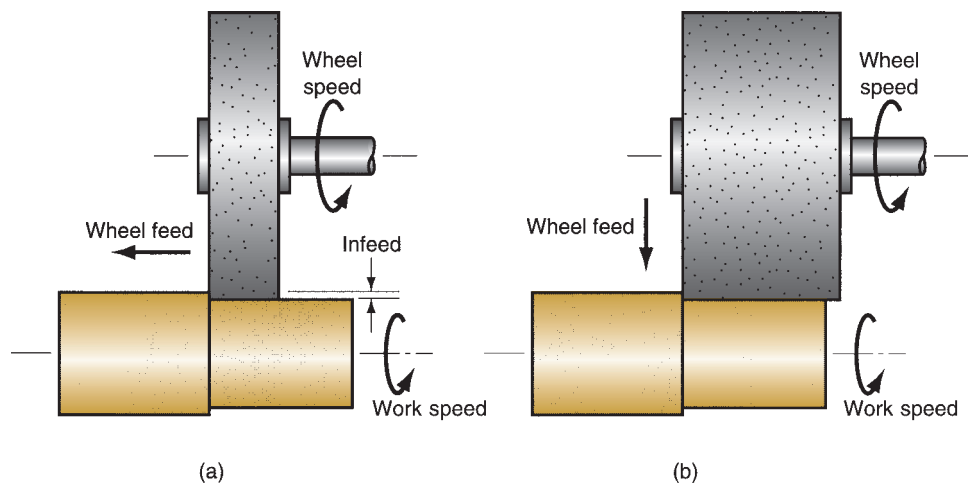 Wheel
speed
Wheel feed
Infeed
Work speed
(a)
Wheel
speed
Wheel feed
Work speed
(b)